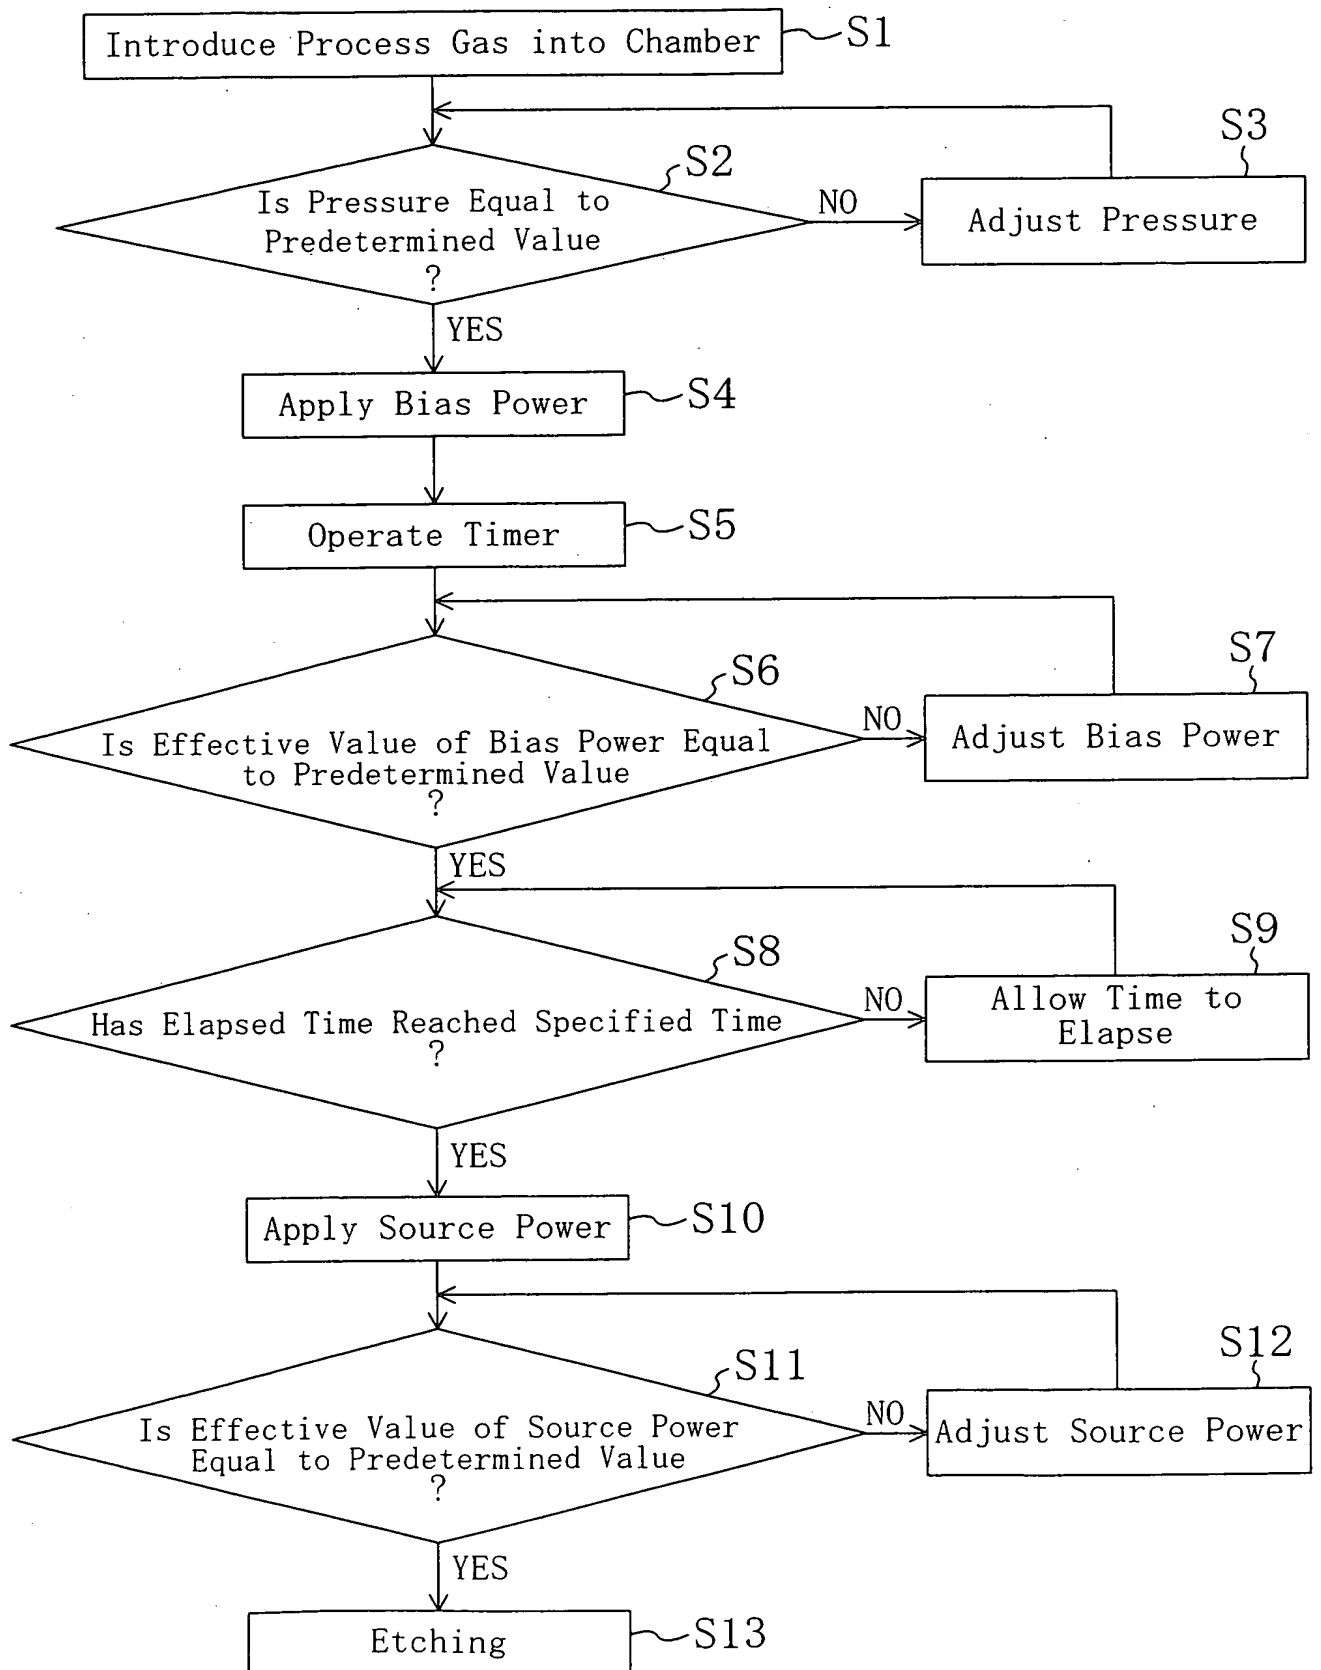 Introduce Process Gas into Chamber
S1
S3
S2
Is Pressure Equal to
Predetermined Value
?
NO
Adjust Pressure
YES
Apply Bias Power
S4
Operate Timer
S5
S7
S6
Is Effective Value of Bias Power Equal
to Predetermined Value
?
NO
Adjust Bias Power
YES
S9
S8
Has Elapsed Time Reached Specified Time
?
NO
Allow Time to
Elapse
YES
Apply Source Power
S10
S12
S11
Is Effective Value of Source Power
Equal to Predetermined Value
?
NO
Adjust Source Power
YES
Etching
S13